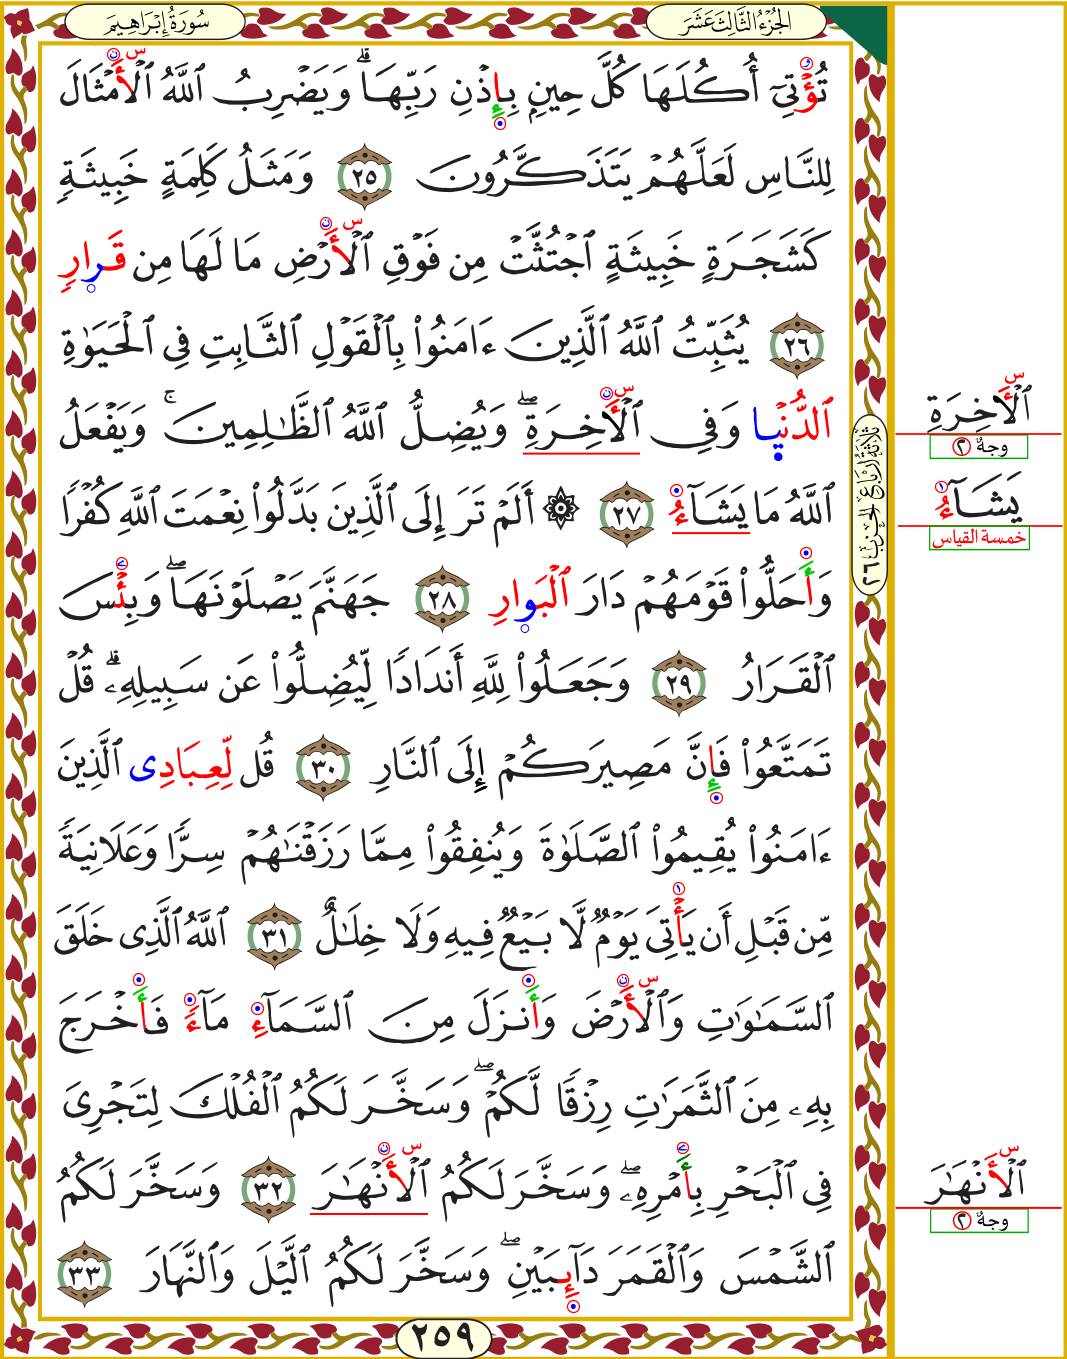 سُورَةُ إِبْرَاهِيمَ
الجُزْءُ الثَّالِثَ عَشَرَ
تُؤْتِىٓ أُكُلَهَا كُلَّ حِينٍۭ بِإِذْنِ رَبِّهَاۗ وَيَضْرِبُ ٱللَّهُ ٱلْأَمْثَالَ
لِلنَّاسِ لَعَلَّهُمْ يَتَذَكَّرُونَ ٢٥ وَمَثَلُ كَلِمَةٍ خَبِيثَةٍ
كَشَجَرَةٍ خَبِيثَةٍ ٱجْتُثَّتْ مِن فَوْقِ ٱلْأَرْضِ مَا لَهَا مِن قَرَارٍ
٢٦ يُثَبِّتُ ٱللَّهُ ٱلَّذِينَ ءَامَنُوا۟ بِٱلْقَوْلِ ٱلثَّابِتِ فِى ٱلْحَيَوٰةِ
ٱلدُّنْيَا وَفِى ٱلْأَخِرَةِۖ وَيُضِلُّ ٱللَّهُ ٱلظَّـٰلِمِينَۚ وَيَفْعَلُ
ٱللَّهُ مَا يَشَآءُ ٢٧ ۞ أَلَمْ تَرَ إِلَى ٱلَّذِينَ بَدَّلُوا۟ نِعْمَتَ ٱللَّهِ كُفْرًا
وَأَحَلُّوا۟ قَوْمَهُمْ دَارَ ٱلْبَوَارِ ٢٨ جَهَنَّمَ يَصْلَوْنَهَاۖ وَبِئْسَ
ٱلْقَرَارُ ٢٩ وَجَعَلُوا۟ لِلَّهِ أَندَادًا لِّيُضِلُّوا۟ عَن سَبِيلِهِۦۗ قُلْ
تَمَتَّعُوا۟ فَإِنَّ مَصِيرَكُمْ إِلَى ٱلنَّارِ ٣٠ قُل لِّعِبَادِى ٱلَّذِينَ
ءَامَنُوا۟ يُقِيمُوا۟ ٱلصَّلَوٰةَ وَيُنفِقُوا۟ مِمَّا رَزَقْنَـٰهُمْ سِرًّا وَعَلَانِيَةً
مِّن قَبْلِ أَن يَأْتِىَ يَوْمٌ لَّا بَيْعٌ فِيهِ وَلَا خِلَـٰلٌ ٣١ ٱللَّهُ ٱلَّذِى خَلَقَ
ٱلسَّمَـٰوَٰتِ وَٱلْأَرْضَ وَأَنزَلَ مِنَ ٱلسَّمَآءِ مَآءً فَأَخْرَجَ
بِهِۦ مِنَ ٱلثَّمَرَٰتِ رِزْقًا لَّكُمْۖ وَسَخَّرَ لَكُمُ ٱلْفُلْكَ لِتَجْرِىَ
فِى ٱلْبَحْرِ بِأَمْرِهِۦۖ وَسَخَّرَ لَكُمُ ٱلْأَنْهَـٰرَ ٣٢ وَسَخَّرَ لَكُمُ
ٱلشَّمْسَ وَٱلْقَمَرَ دَآئِبَيْنِۖ وَسَخَّرَ لَكُمُ ٱلَّيْلَ وَٱلنَّهَارَ ٣٣
٢٥٩
ثلاثة أرباع الحزب ٢٦
ٱلْأَخِرَةِ
وجهٌ ٢
يَشَآءُ
خمسة القياس
ٱلْأَنْهَـٰرَ
وجهٌ ٢